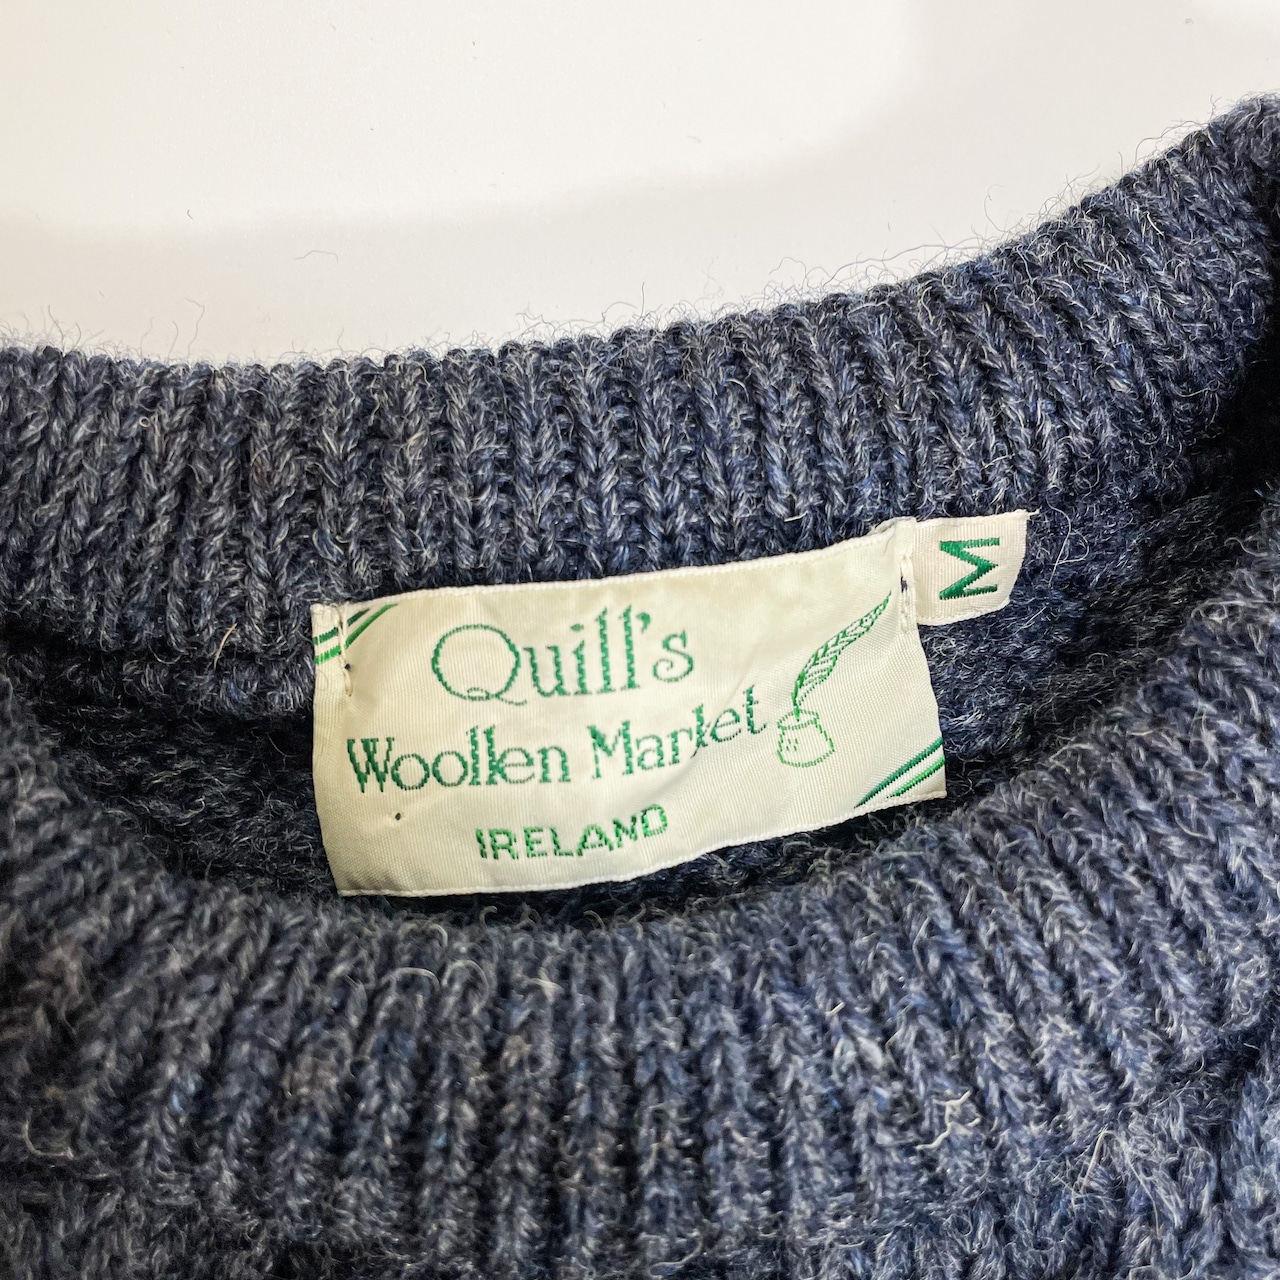 Quill's
Woollen Market
IRELAND
M